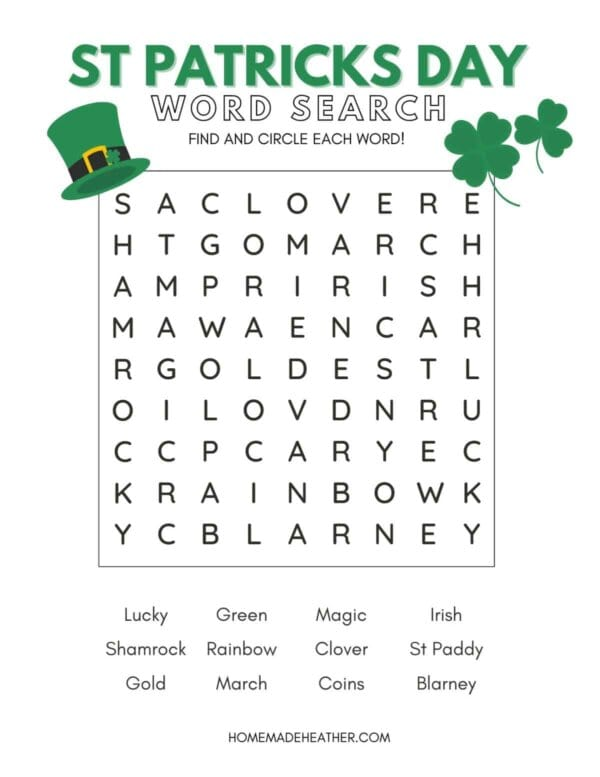 ST PATRICKS DAY
WORD SEARCH
FIND AND CIRCLE EACH WORD!
S A C L O V E R E
H T G O M A R C H
A M P R I R I S H
M A W A E N C A R
R G O L D E S T L
O I L O V D N R U
C C P C A R Y E C
K R A I N B O W K
Y C B L A R N E Y
Lucky Green Magic Irish
Shamrock Rainbow Clover St Paddy
Gold March Coins Blarney
HOMEMADEHEATHER.COM